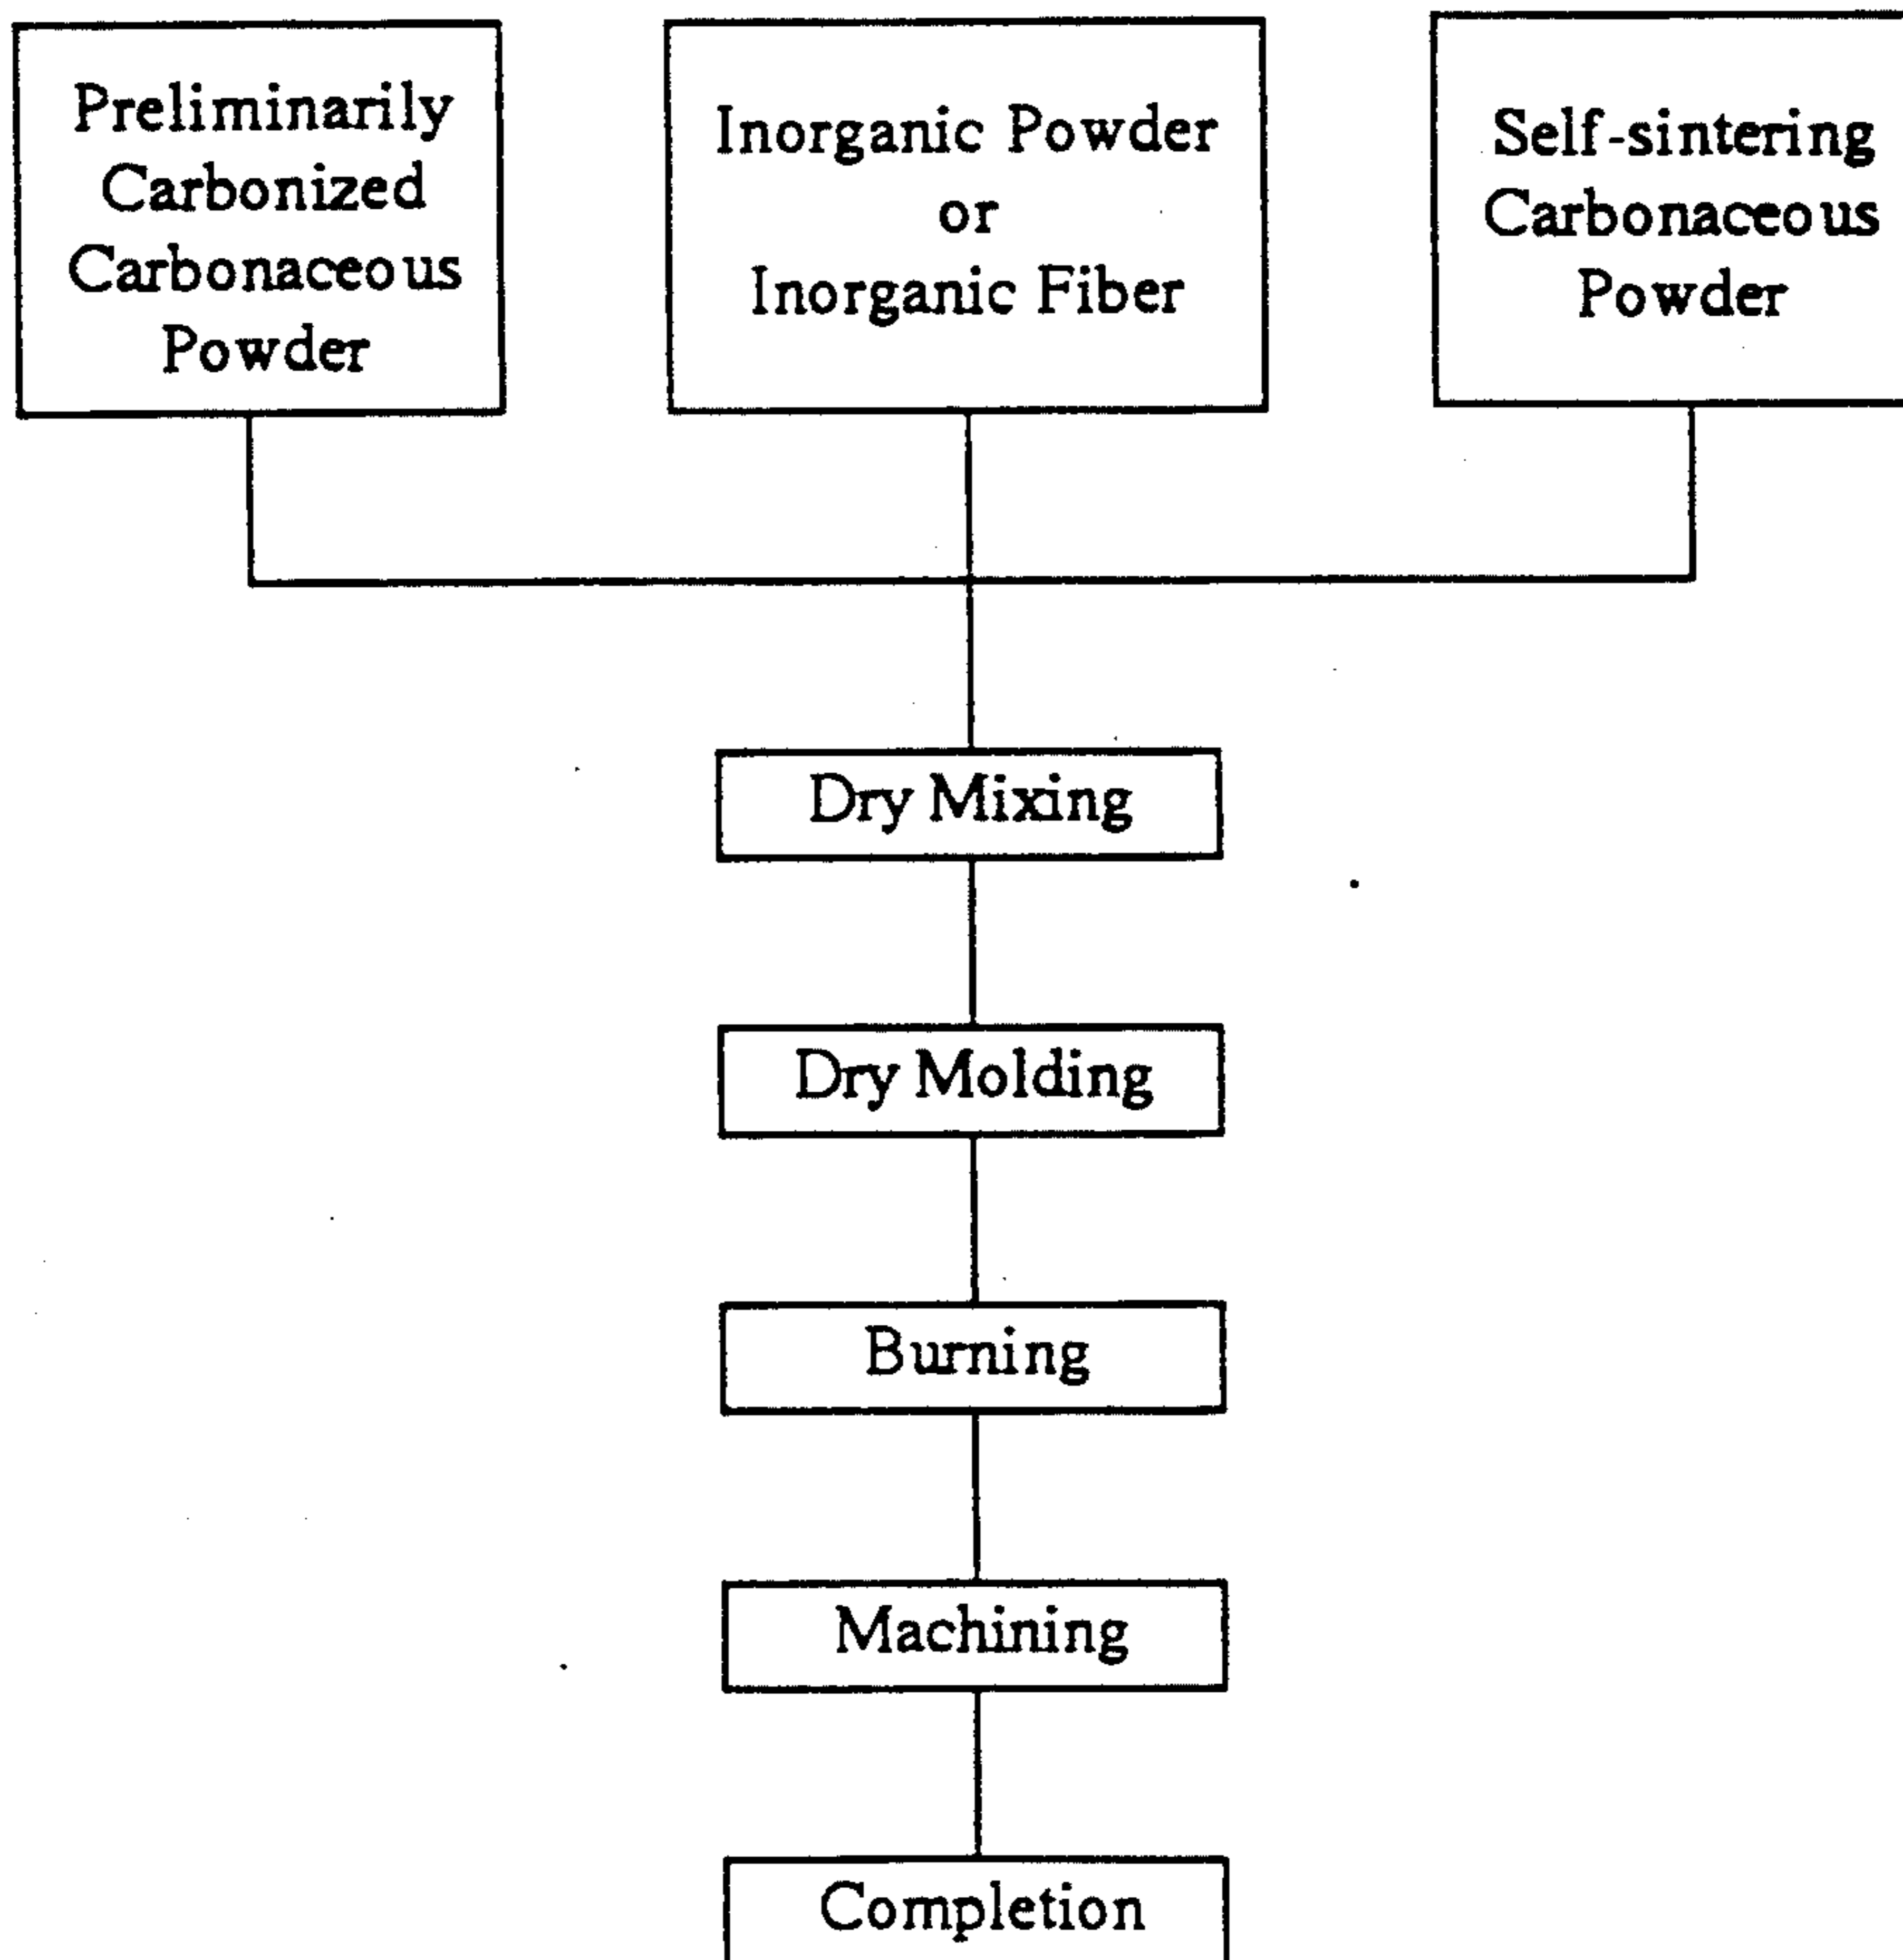 Preliminarily
Carbonized
Carbonaceous
Powder
Inorganic Powder
or
Inorganic Fiber
Self-sintering
Carbonaceous
Powder
Dry Mixing
Dry Molding
Burning
Machining
Completion